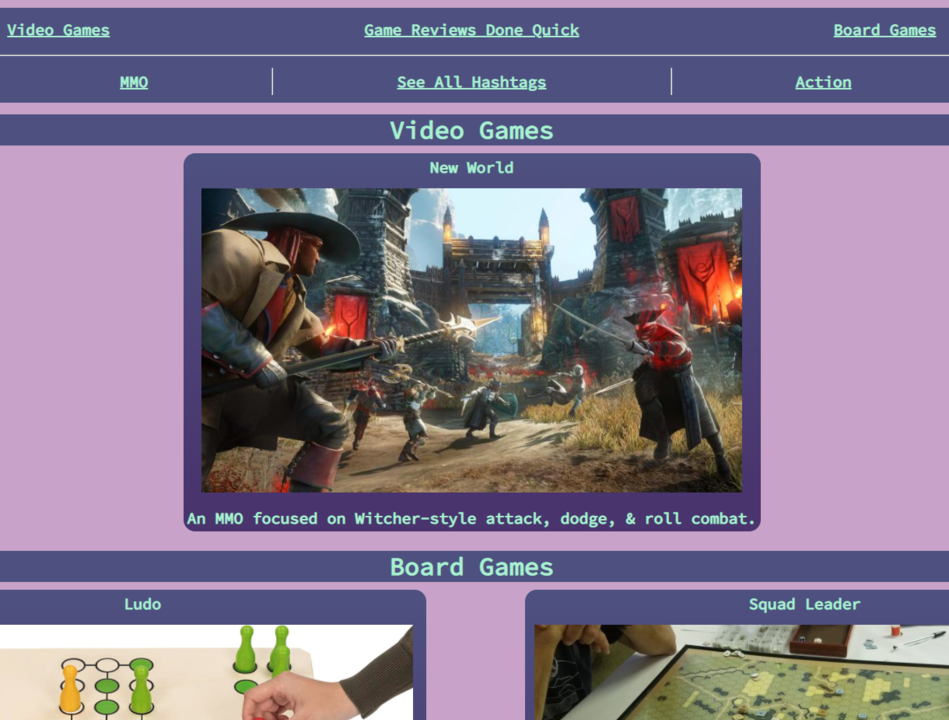 Video Games
Game Reviews Done Quick
Board Games
MMO
See All Hashtags
Action
Video Games
New World
An MMO focused on Witcher-style attack, dodge, & roll combat.
Board Games
Ludo
Squad Leader